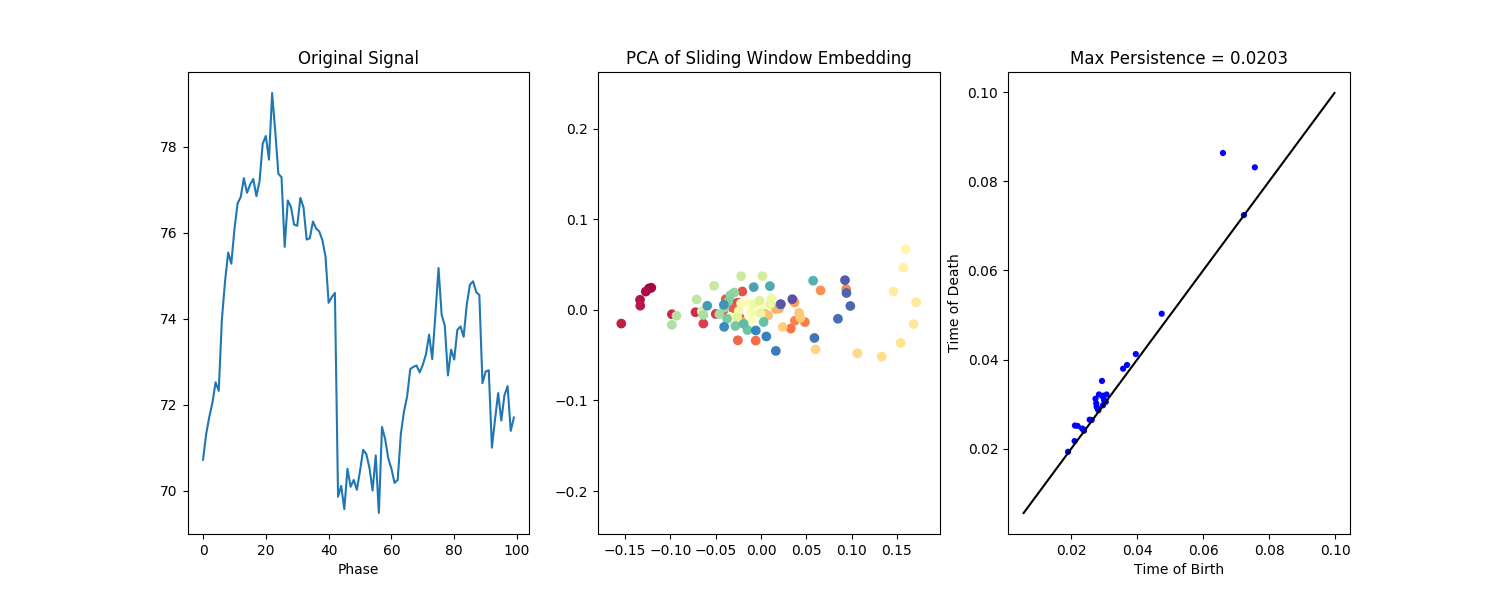 Original Signal
78
76
74
72
70
0 20 40 60 80 100
Phase
PCA of Sliding Window Embedding
0.2
0.1
0.0
−0.1
−0.2
−0.15 −0.10 −0.05 0.00 0.05 0.10 0.15
Max Persistence = 0.0203
Time of Death
0.10
0.08
0.06
0.04
0.02
0.02 0.04 0.06 0.08 0.10
Time of Birth